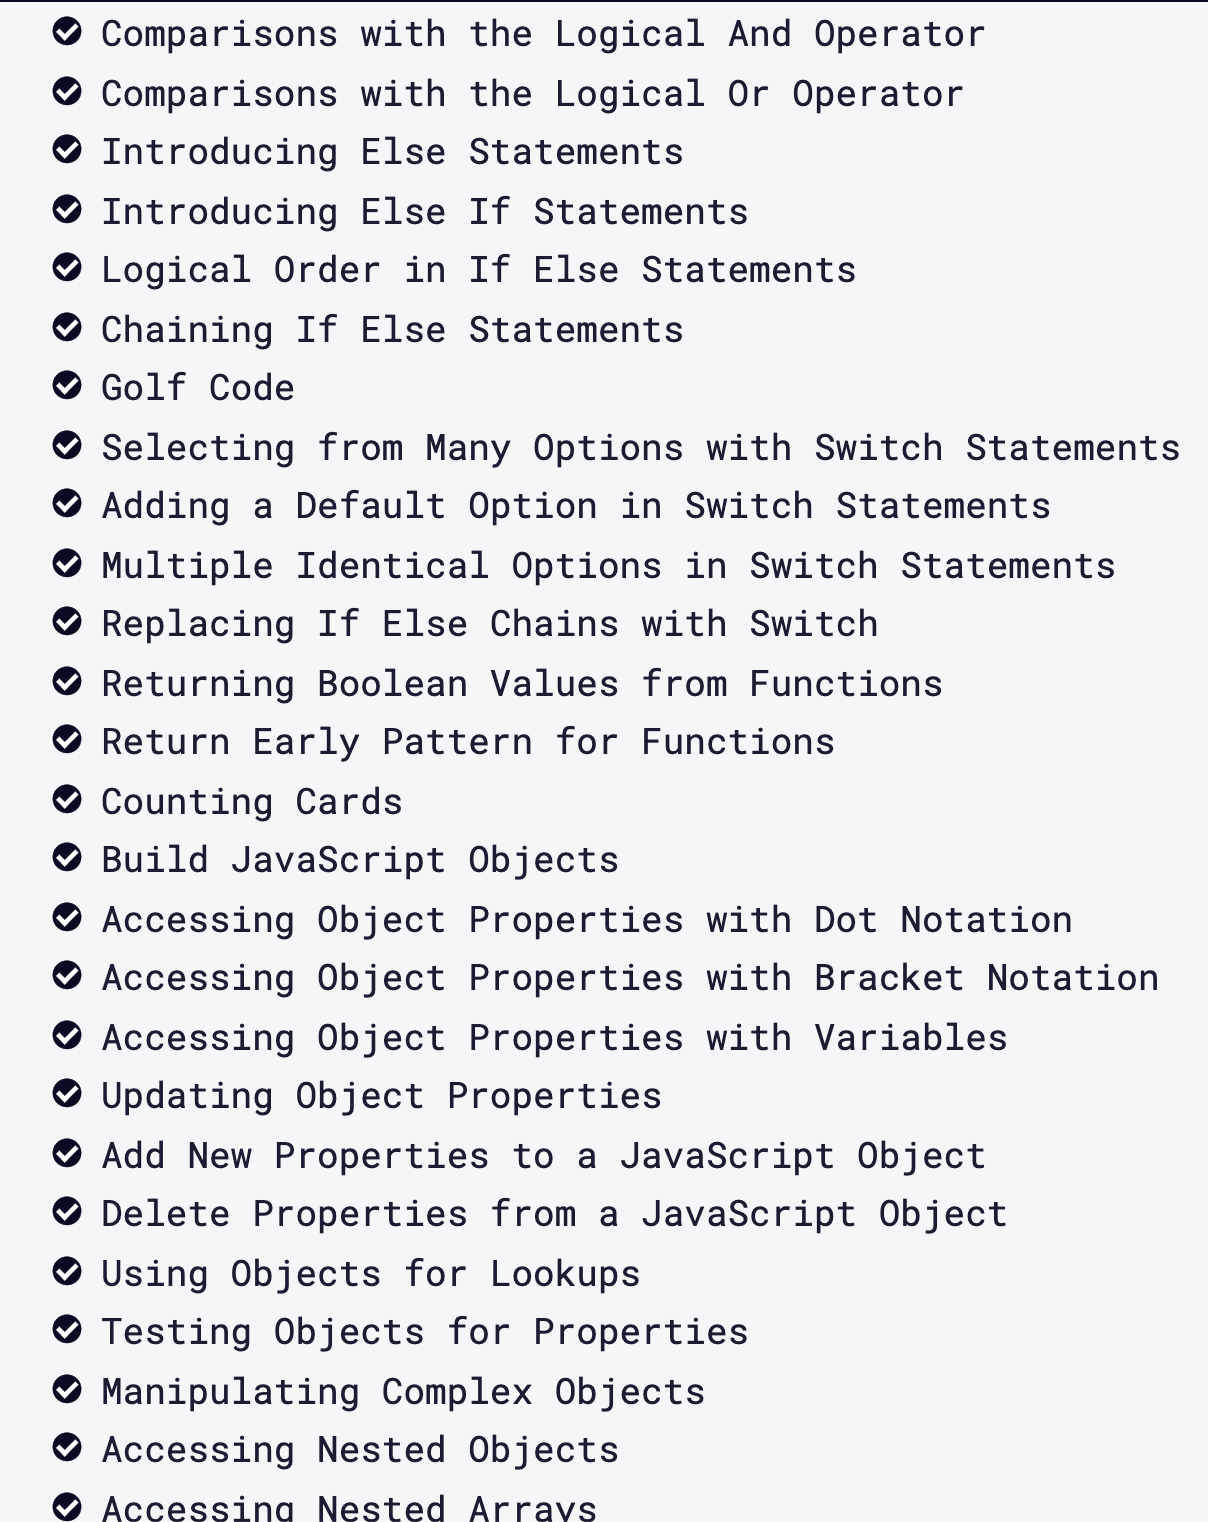 Comparisons with the Logical And Operator
Comparisons with the Logical Or Operator
Introducing Else Statements
Introducing Else If Statements
Logical Order in If Else Statements
Chaining If Else Statements
Golf Code
Selecting from Many Options with Switch Statements
Adding a Default Option in Switch Statements
Multiple Identical Options in Switch Statements
Replacing If Else Chains with Switch
Returning Boolean Values from Functions
Return Early Pattern for Functions
Counting Cards
Build JavaScript Objects
Accessing Object Properties with Dot Notation
Accessing Object Properties with Bracket Notation
Accessing Object Properties with Variables
Updating Object Properties
Add New Properties to a JavaScript Object
Delete Properties from a JavaScript Object
Using Objects for Lookups
Testing Objects for Properties
Manipulating Complex Objects
Accessing Nested Objects
Accessing Nested Arrays